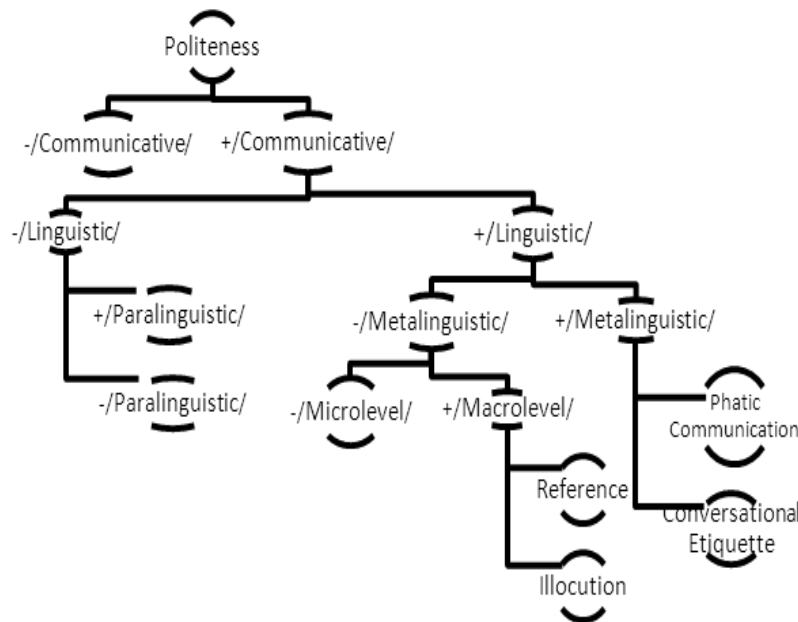 Politeness
-/Communicative/
+/Communicative/
-/Linguistic/
+/Linguistic/
+/Paralinguistic/
-/Metalinguistic/
+/Metalinguistic/
-/Paralinguistic/
-/Microlevel/
+/Macrolevel/
Phatic
Communication
Reference
Conversational
Etiquette
Illocution